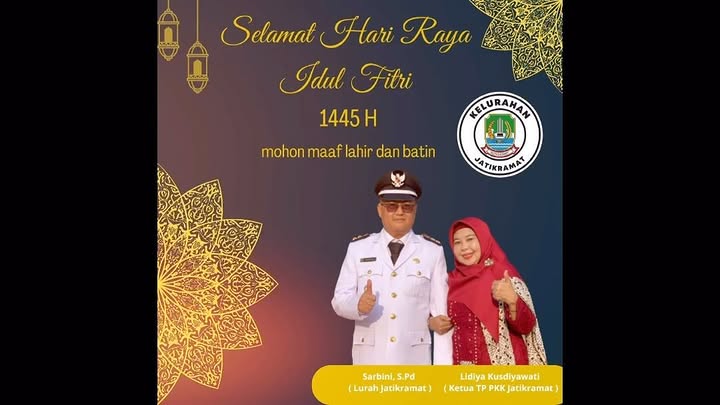 Selamat Hari Raya
Idul Fitri
1445 H
mohon maaf lahir dan batin
KELURAHAN
JATIKRAMAT
Sarbini, S.Pd
( Lurah Jatikramat )
Lidiya Kusdiyawati
( Ketua TP PKK Jatikramat )